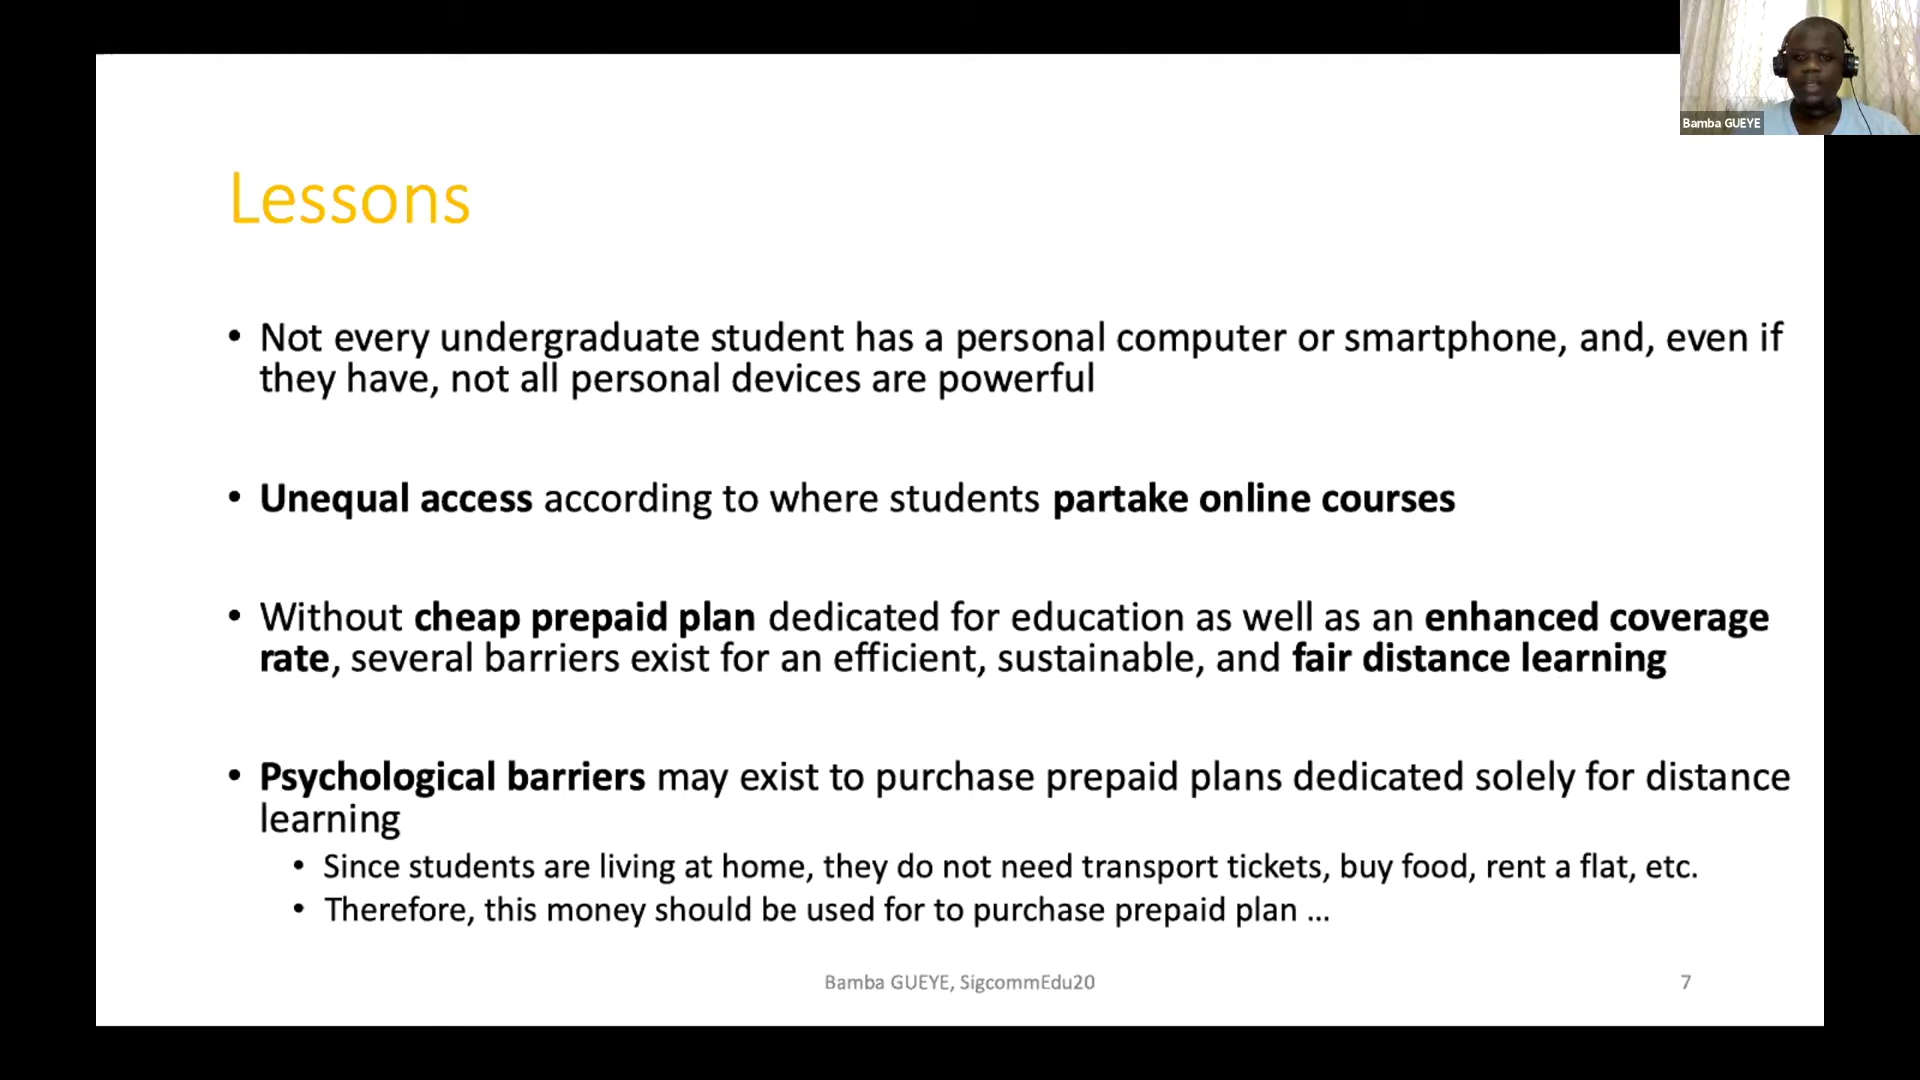 Bamba GUEYE
Lessons
• Not every undergraduate student has a personal computer or smartphone, and, even if
they have, not all personal devices are powerful
• Unequal access according to where students partake online courses
• Without cheap prepaid plan dedicated for education as well as an enhanced coverage
rate, several barriers exist for an efficient, sustainable, and fair distance learning
• Psychological barriers may exist to purchase prepaid plans dedicated solely for distance
learning
• Since students are living at home, they do not need transport tickets, buy food, rent a flat, etc.
• Therefore, this money should be used for to purchase prepaid plan ...
Bamba GUEYE, SigcommEdu20
7